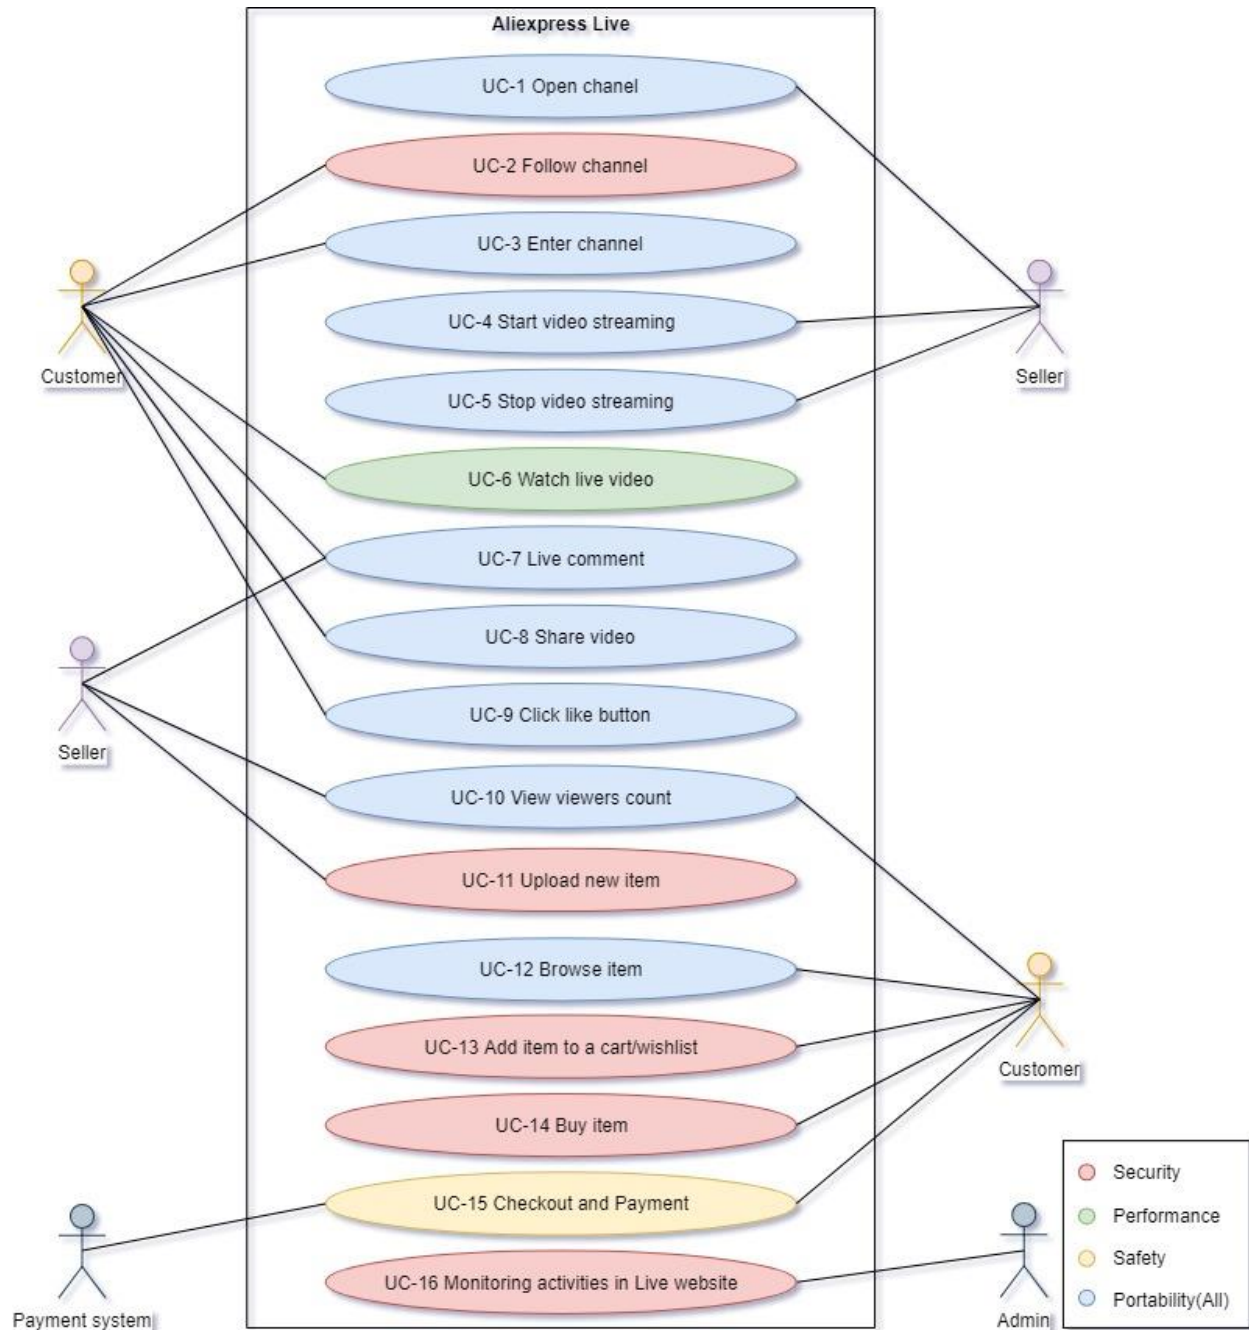 Aliexpress Live
UC-1 Open chanel
UC-2 Follow channel
UC-3 Enter channel
Customer
UC-4 Start video streaming
Seller
UC-5 Stop video streaming
UC-6 Watch live video
UC-7 Live comment
UC-8 Share video
Seller
UC-9 Click like button
UC-10 View viewers count
UC-11 Upload new item
UC-12 Browse item
UC-13 Add item to a cart/wishlist
Customer
UC-14 Buy item
UC-15 Checkout and Payment
UC-16 Monitoring activities in Live website
Payment system
Admin
Security
Performance
Safety
Portability(All)